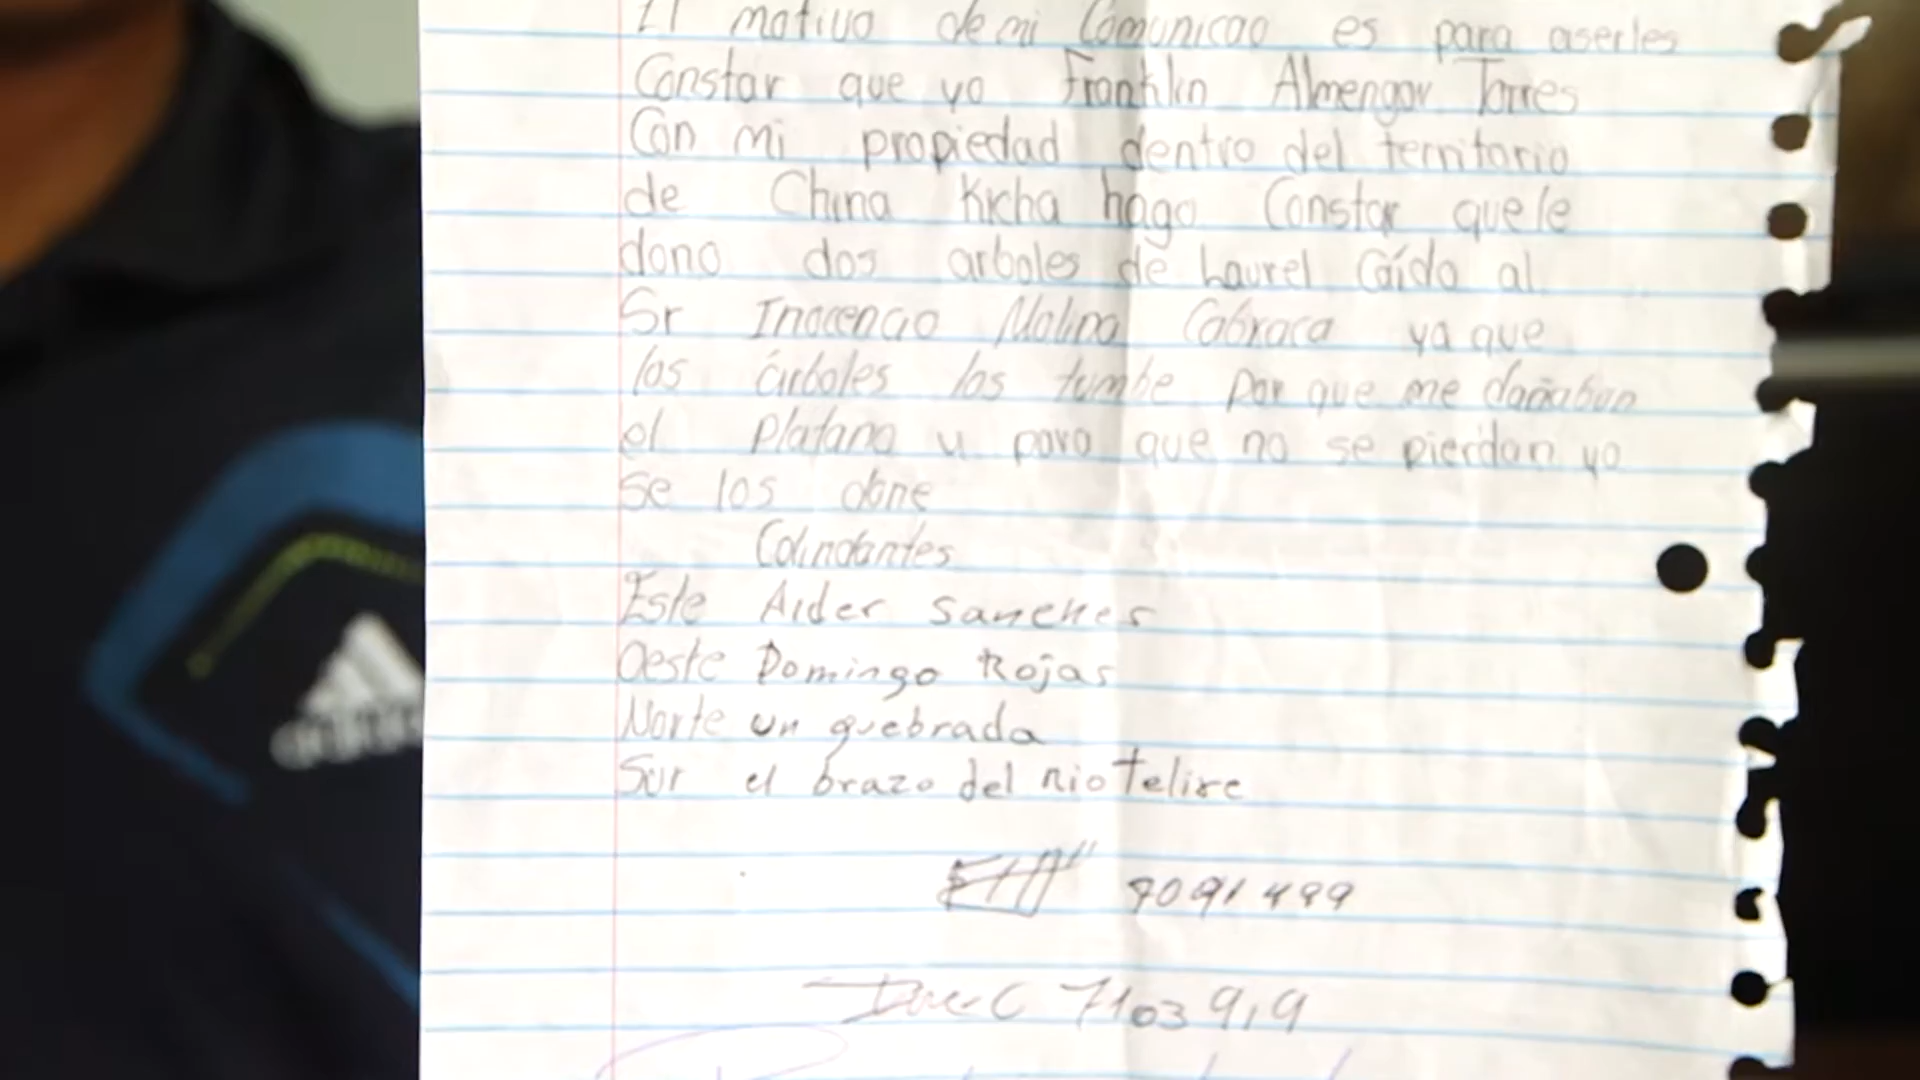 El motivo de mi Comunicao es para aserles
Constar que yo Franklin Almengor Torres
Con mi propiedad dentro del territorio
de China Kicha hago Constar que le
dono dos arboles de Laurel Caído al
Sr Inocencio Molina Cabraca ya que
los árboles los tumbe por que me dañaban
el platano y para que no se pierdan yo
se los done
Colindantes
Este Aider Sanches
Oeste Domingo Rojas
Norte un quebrada
Sur el brazo del rio Telire
7091499
7103919
adidas